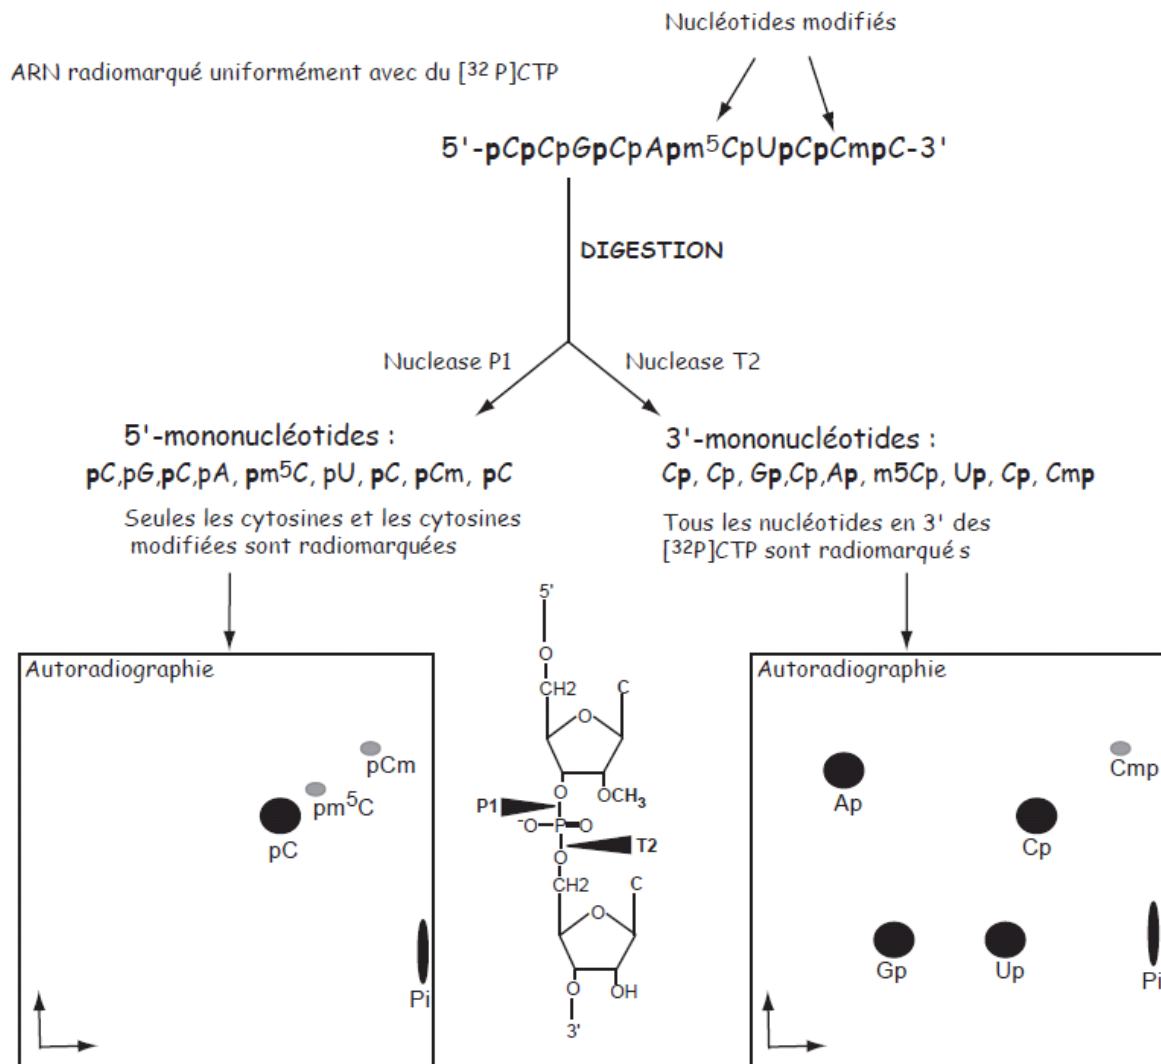 Nucléotides modifiés
ARN radiomarqué uniformément avec du [³² P]CTP
5'-pCpCpGpCpApm⁵CpUpCpCmpC-3'
DIGESTION
Nuclease P1
Nuclease T2
5'-mononucléotides :
pC,pG,pC,pA, pm⁵C, pU, pC, pCm, pC
Seules les cytosines et les cytosines
modifiées sont radiomarquées
3'-mononucléotides :
Cp, Cp, Gp,Cp,Ap, m5Cp, Up, Cp, Cmp
Tous les nucléotides en 3' des
[³²P]CTP sont radiomarqués
Autoradiographie
pCm
pm⁵C
pC
Pi
5'
O
CH2
C
O
O
OCH₃
P1
⁻O
P
O
T2
O
CH2
C
O
O
OH
3'
Autoradiographie
Cmp
Ap
Cp
Gp
Up
Pi